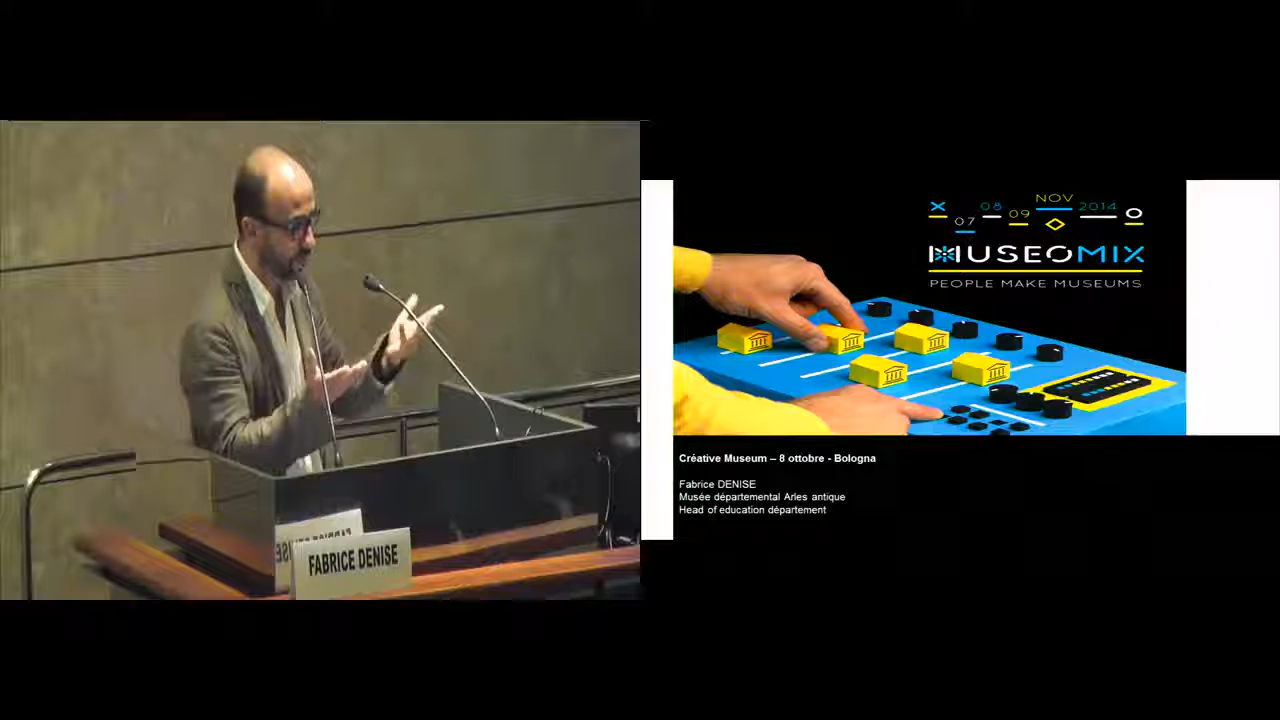 FABRICE DENISE
X 07 08 09 NOV 2014 O
MUSEOMIX
PEOPLE MAKE MUSEUMS
Créative Museum – 8 ottobre - Bologna
Fabrice DENISE
Musée départemental Arles antique
Head of education département